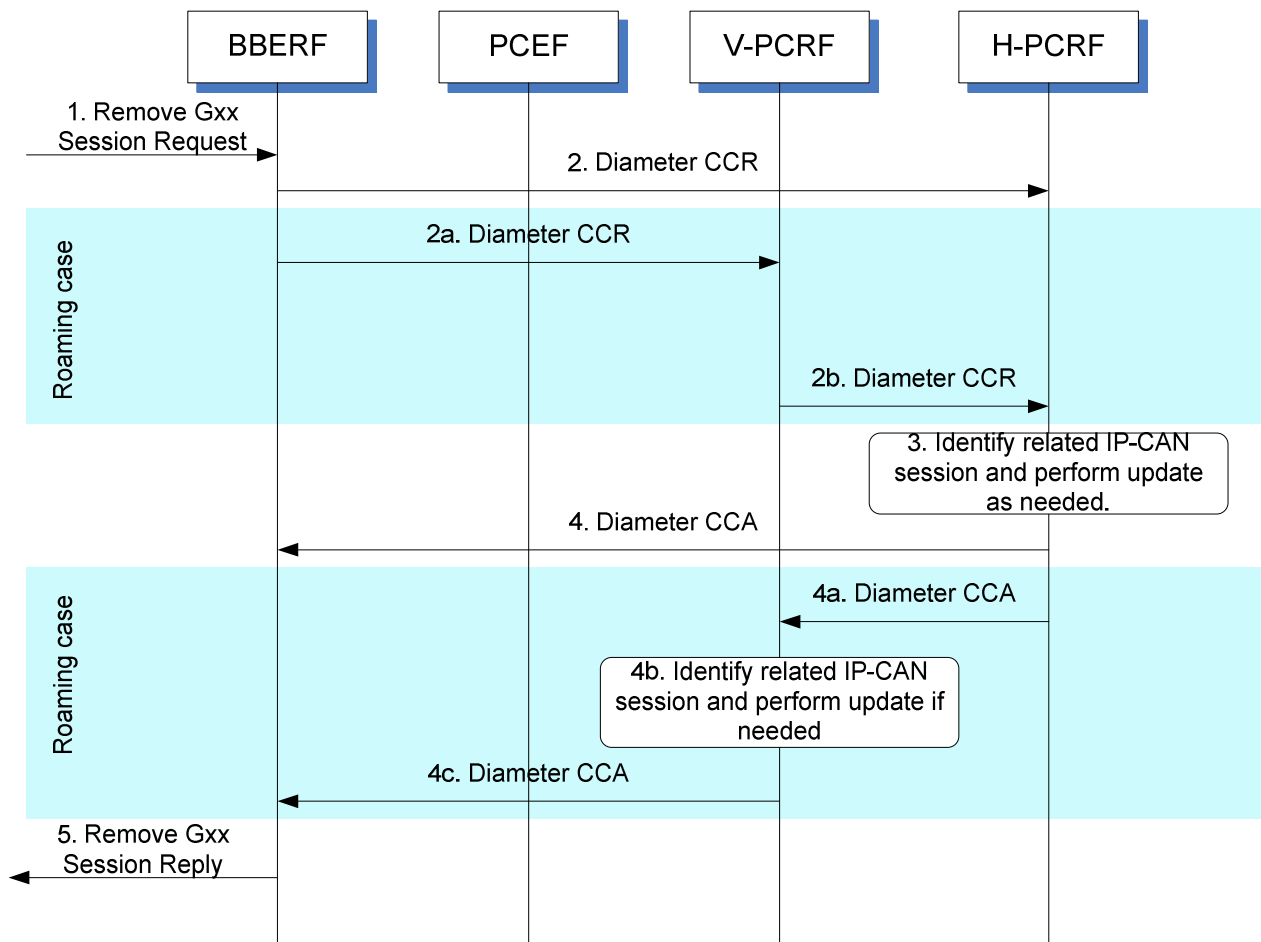 BBERF
PCEF
V-PCRF
H-PCRF
1. Remove Gxx
Session Request
2. Diameter CCR
Roaming case
2a. Diameter CCR
2b. Diameter CCR
3. Identify related IP-CAN
session and perform update
as needed.
4. Diameter CCA
Roaming case
4a. Diameter CCA
4b. Identify related IP-CAN
session and perform update if
needed
4c. Diameter CCA
5. Remove Gxx
Session Reply